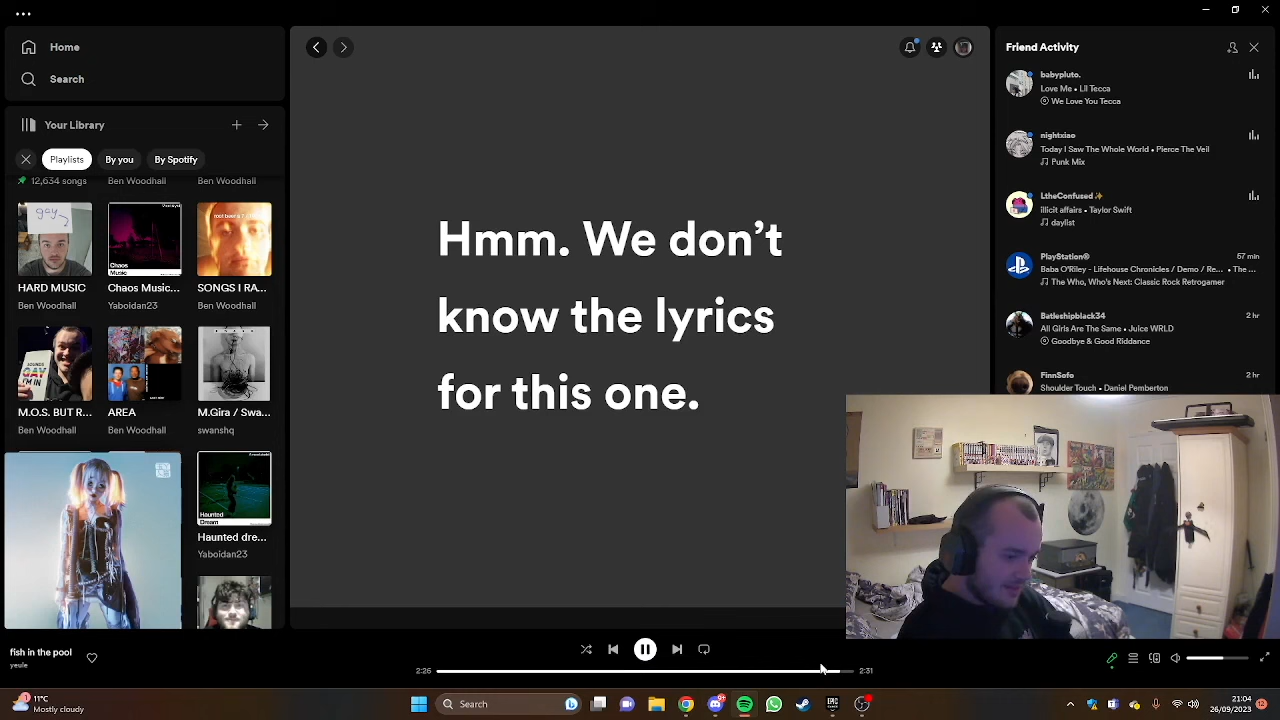 Home
Search
Your Library
Playlists
By you
By Spotify
12,634 songs
Ben Woodhall
Ben Woodhall
gay
Chaos
Music
HARD MUSIC
Chaos Music...
SONGS I RA...
Ben Woodhall
Yaboidan23
Ben Woodhall
M.O.S. BUT R...
AREA
M.Gira / Swa...
Ben Woodhall
Ben Woodhall
swanshq
Haunted
Dream
Haunted dre...
Yaboidan23
fish in the pool
yeule
Hmm. We don’t
know the lyrics
for this one.
2:26
2:31
Friend Activity
babypluto.
Love Me • Lil Tecca
We Love You Tecca
nightxiao
Today I Saw The Whole World • Pierce The Veil
Punk Mix
LtheConfused✨
illicit affairs • Taylor Swift
daylist
PlayStation®
57 min
Baba O'Riley - Lifehouse Chronicles / Demo / Re... • The ...
The Who, Who's Next: Classic Rock Retrogamer
Batleshipblack34
2 hr
All Girls Are The Same • Juice WRLD
Goodbye & Good Riddance
FinnSofo
2 hr
Shoulder Touch • Daniel Pemberton
11°C
Mostly cloudy
Search
21:04
26/09/2023